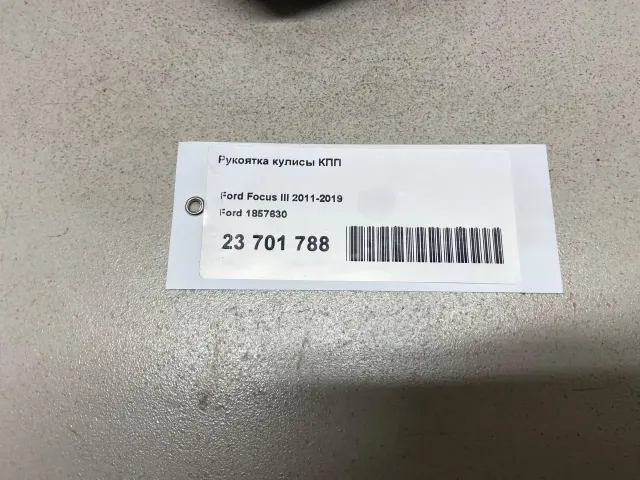 Рукоятка кулисы КПП
Ford Focus III 2011-2019
Ford 1857630
23 701 788